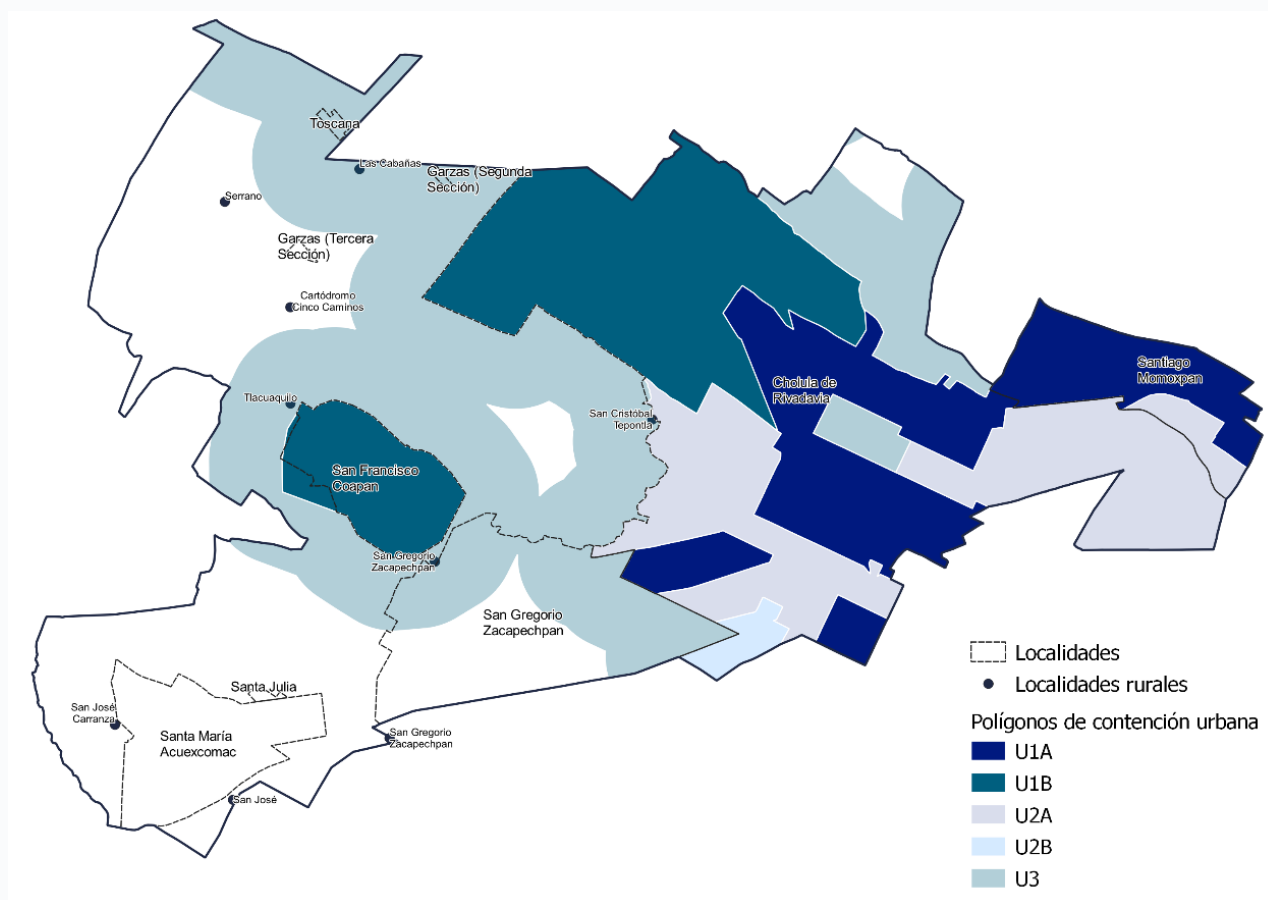 Toscana
Las Cabañas
Garzas (Segunda
Sección)
Serrano
Garzas (Tercera
Sección)
Cartódromo
Cinco Caminos
Santiago
Momoxpan
Cholula de
Rivadavia
Tlacuaquilo
San Cristóbal
Tepontla
San Francisco
Coapan
San Gregorio
Zacapechpan
San Gregorio
Zacapechpan
Santa Julia
San José
Carranza
Santa María
Acuexcomac
San Gregorio
Zacapechpan
San José
Localidades
Localidades rurales
Polígonos de contención urbana
U1A
U1B
U2A
U2B
U3